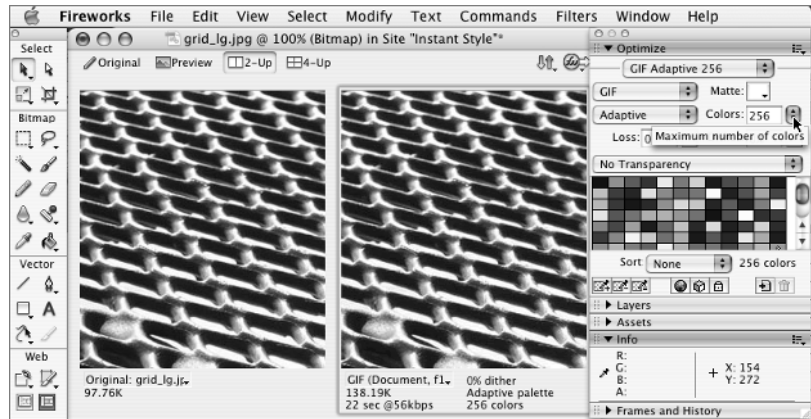 Fireworks File Edit View Select Modify Text Commands Filters Window Help
grid_lg.jpg @ 100% (Bitmap) in Site "Instant Style"*
Original Preview 2-Up 4-Up
Select
Bitmap
Vector
Web
Original: grid_lg.jp
97.76K
GIF (Document, f1
138.19K
22 sec @56kbps
0% dither
Adaptive palette
256 colors
Optimize
GIF Adaptive 256
GIF Matte:
Adaptive Colors: 256
Loss: 0
Maximum number of colors
No Transparency
Sort: None 256 colors
Layers
Assets
Info
R:
G:
B:
A:
X: 154
Y: 272
Frames and History